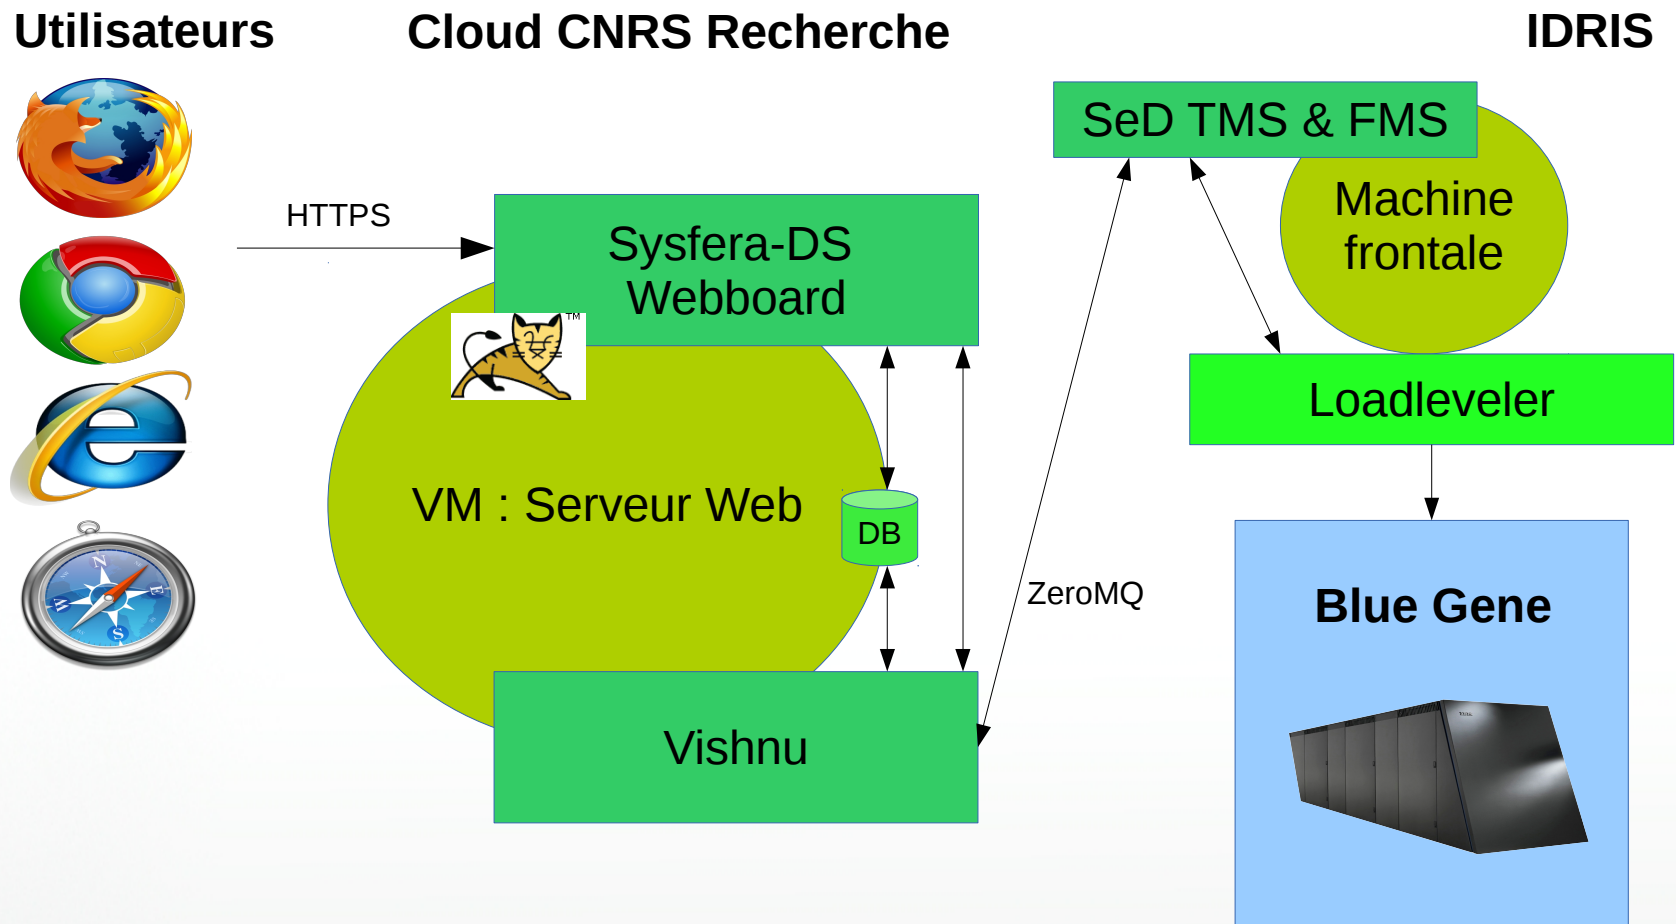 Utilisateurs
Cloud CNRS Recherche
IDRIS
SeD TMS & FMS
Machine
frontale
HTTPS
Sysfera-DS
Webboard
TM
Loadleveler
VM : Serveur Web
DB
ZeroMQ
Blue Gene
Vishnu
N
E
S
W